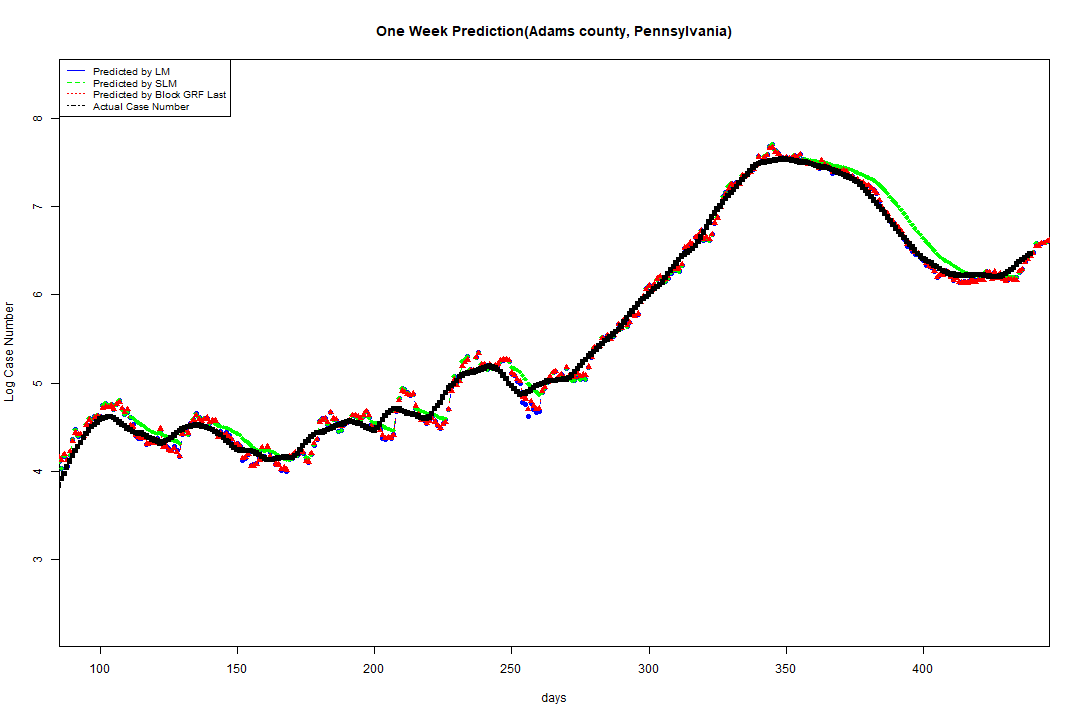 One Week Prediction(Adams county, Pennsylvania)
Predicted by LM
Predicted by SLM
Predicted by Block GRF Last
Actual Case Number
8
7
6
5
4
3
Log Case Number
100 150 200 250 300 350 400
days